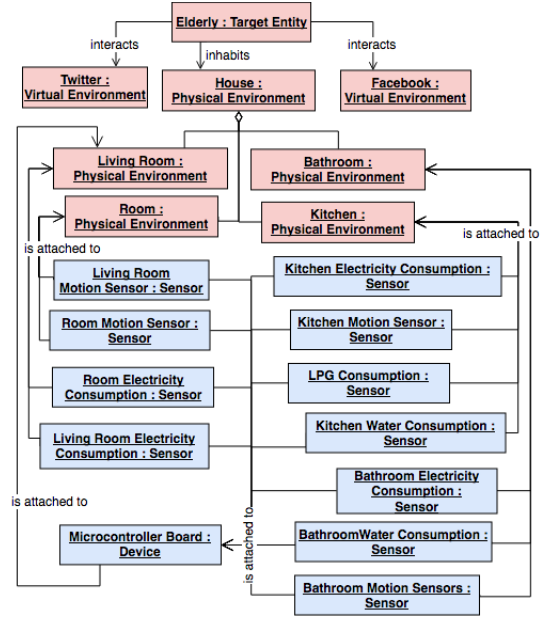 Elderly : Target Entity
interacts
inhabits
interacts
Twitter :
Virtual Environment
House :
Physical Environment
Facebook :
Virtual Environment
Living Room :
Physical Environment
Bathroom :
Physical Environment
Room :
Physical Environment
Kitchen :
Physical Environment
is attached to
is attached to
Living Room
Motion Sensor : Sensor
Kitchen Electricity Consumption :
Sensor
Room Motion Sensor :
Sensor
Kitchen Motion Sensor :
Sensor
Room Electricity
Consumption : Sensor
LPG Consumption :
Sensor
Living Room Electricity
Consumption : Sensor
Kitchen Water Consumption :
Sensor
Bathroom Electricity
Consumption :
Sensor
is attached to
is attached to
Microcontroller Board :
Device
BathroomWater Consumption :
Sensor
Bathroom Motion Sensors :
Sensor